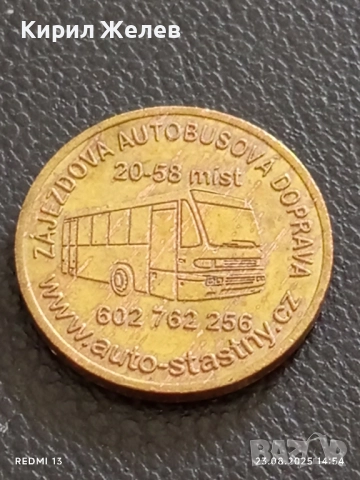 Кирил Желев
ZÁJEZDOVÁ AUTOBUSOVÁ DOPRAVA
20-58 míst
602 762 256
www.auto-stastny.cz
REDMI 13
23.08.2025 14:54